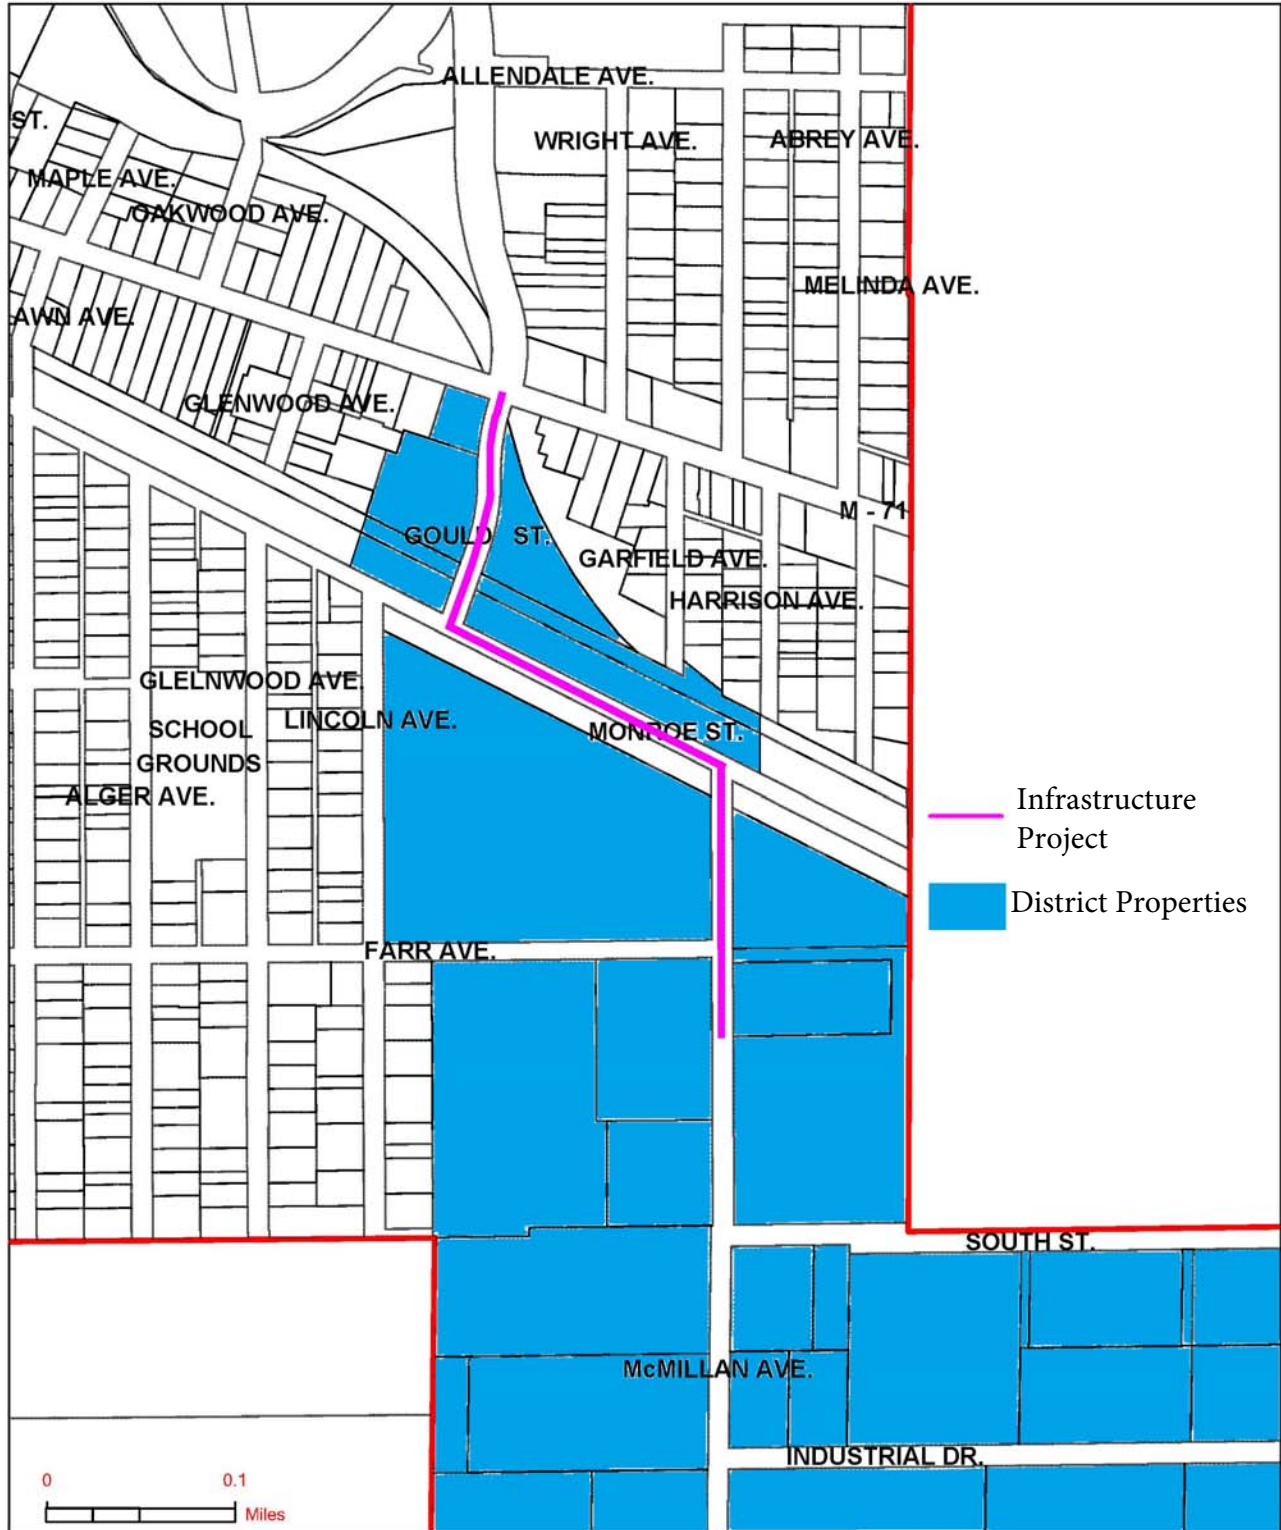 ALLENDALE AVE.
ST.
WRIGHT AVE.
ABREY AVE.
MAPLE AVE.
OAKWOOD AVE.
MELINDA AVE.
AWN AVE.
GLENWOOD AVE.
M - 71
GOULD ST.
GARFIELD AVE.
HARRISON AVE.
GLELNWOOD AVE.
LINCOLN AVE.
SCHOOL
GROUNDS
MONROE ST.
ALGER AVE.
Infrastructure
Project
District Properties
FARR AVE.
SOUTH ST.
McMILLAN AVE.
INDUSTRIAL DR.
0 0.1
Miles